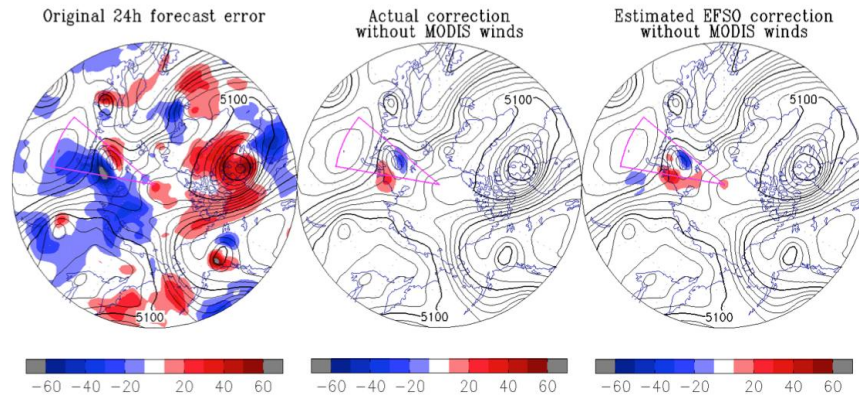 Original 24h forecast error
Actual correction
without MODIS winds
Estimated EFSO correction
without MODIS winds
5100
5100
5100
5100
5100
5100
−60 −40 −20 20 40 60
−60 −40 −20 20 40 60
−60 −40 −20 20 40 60